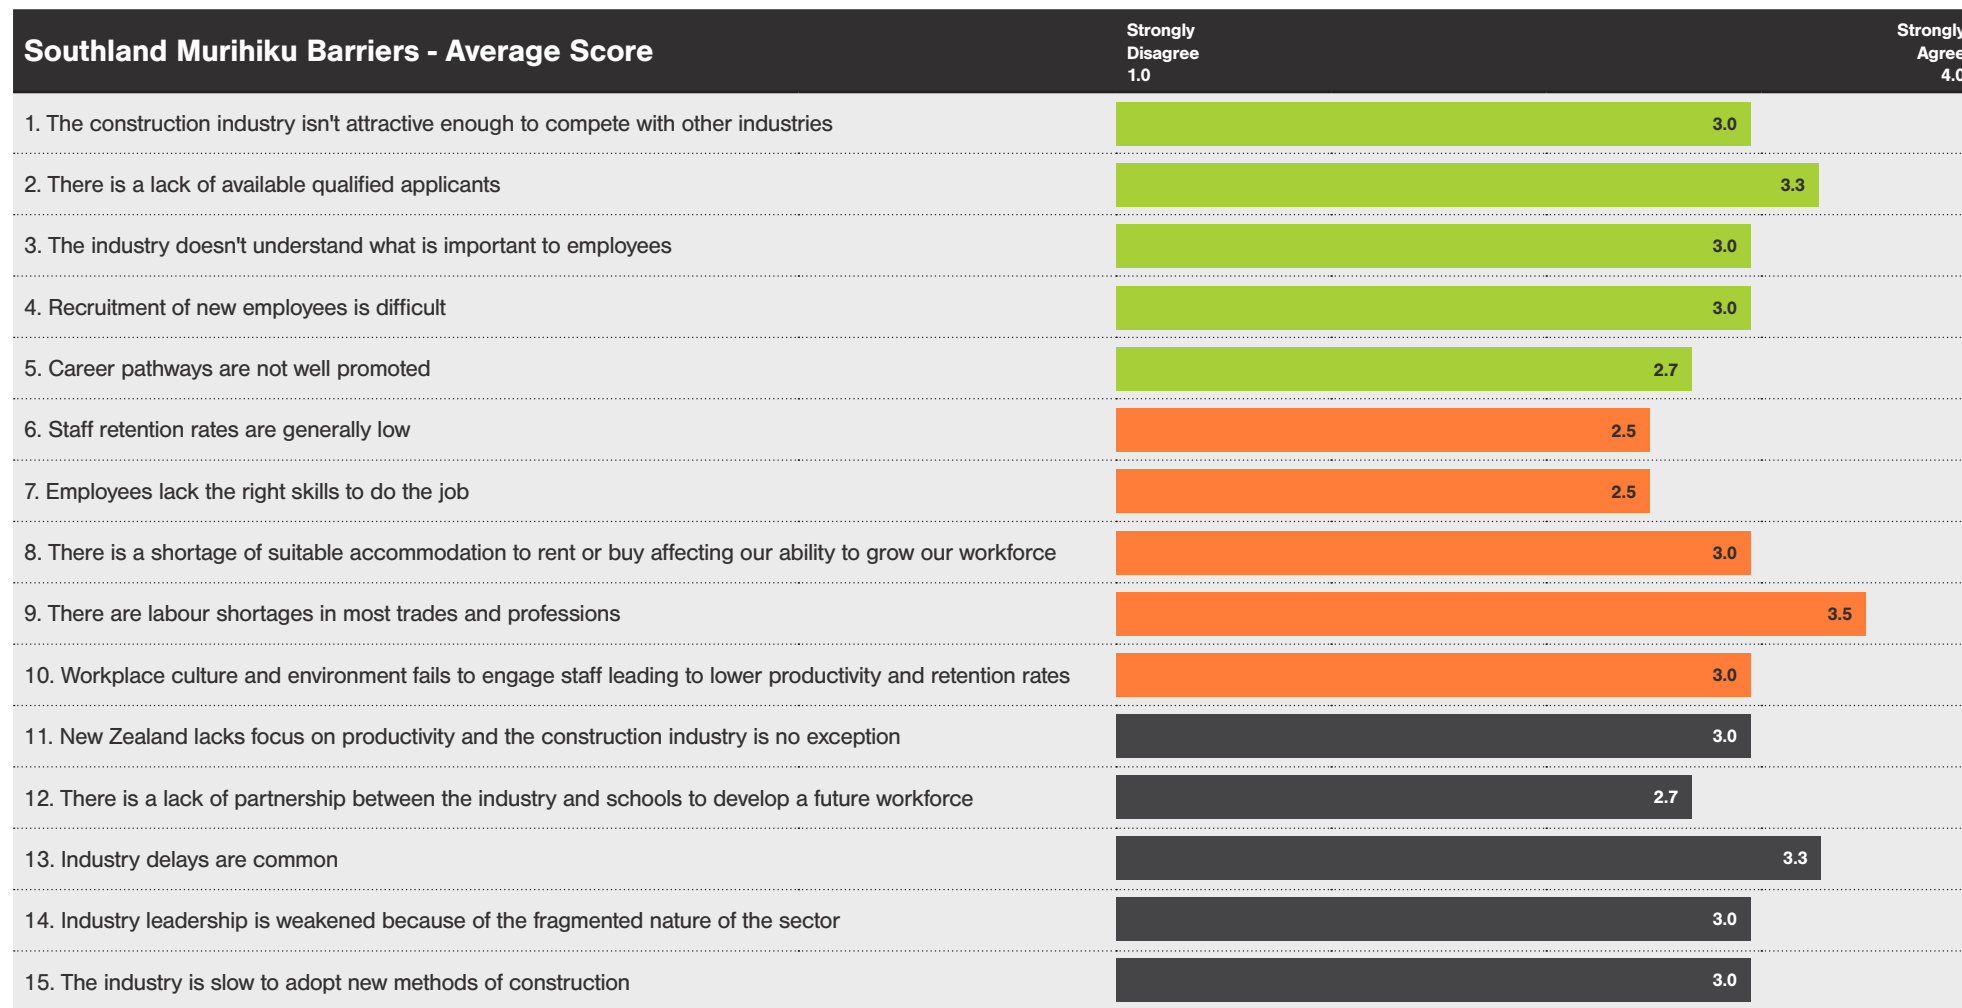 Southland Murihiku Barriers - Average Score
Strongly
Disagree
1.0
Strongly
Agree
4.0
1. The construction industry isn't attractive enough to compete with other industries
3.0
2. There is a lack of available qualified applicants
3.3
3. The industry doesn't understand what is important to employees
3.0
4. Recruitment of new employees is difficult
3.0
5. Career pathways are not well promoted
2.7
6. Staff retention rates are generally low
2.5
7. Employees lack the right skills to do the job
2.5
8. There is a shortage of suitable accommodation to rent or buy affecting our ability to grow our workforce
3.0
9. There are labour shortages in most trades and professions
3.5
10. Workplace culture and environment fails to engage staff leading to lower productivity and retention rates
3.0
11. New Zealand lacks focus on productivity and the construction industry is no exception
3.0
12. There is a lack of partnership between the industry and schools to develop a future workforce
2.7
13. Industry delays are common
3.3
14. Industry leadership is weakened because of the fragmented nature of the sector
3.0
15. The industry is slow to adopt new methods of construction
3.0